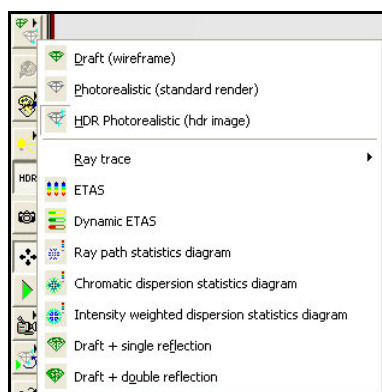 Draft (wireframe)
Photorealistic (standard render)
HDR Photorealistic (hdr image)
Ray trace
HDR
ETAS
Dynamic ETAS
Ray path statistics diagram
Chromatic dispersion statistics diagram
Intensity weighted dispersion statistics diagram
Draft + single reflection
Draft + double reflection